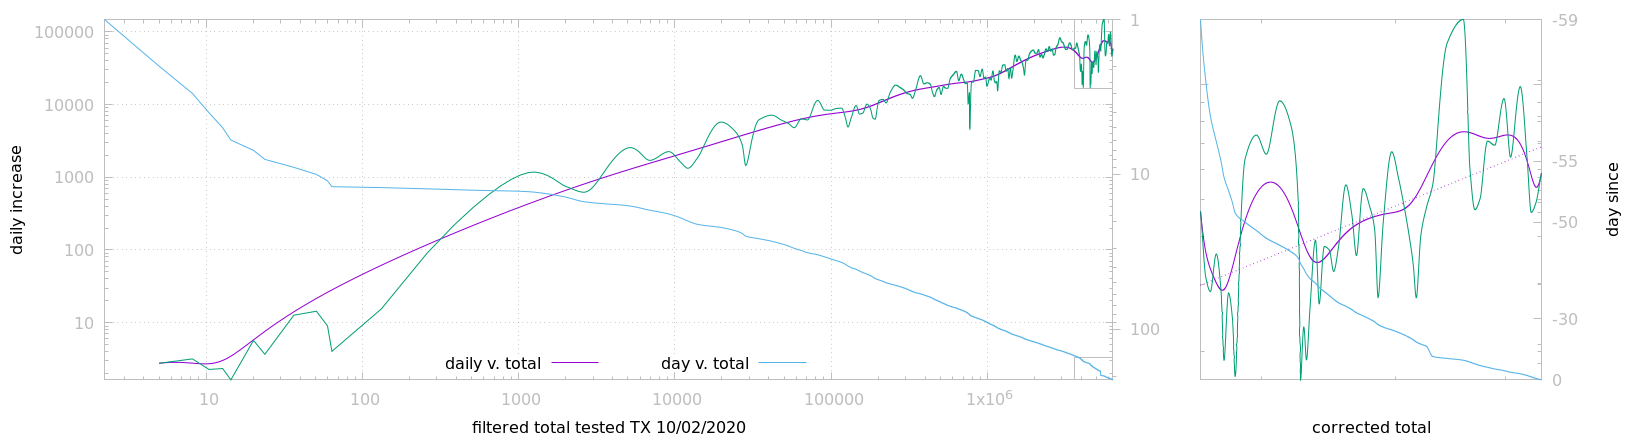 daily increase
100000
10000
1000
100
10
1
10
100
daily v. total
day v. total
10
100
1000
10000
100000
1x10^6
filtered total tested TX 10/02/2020
-59
-55
-50
-30
0
day since
corrected total